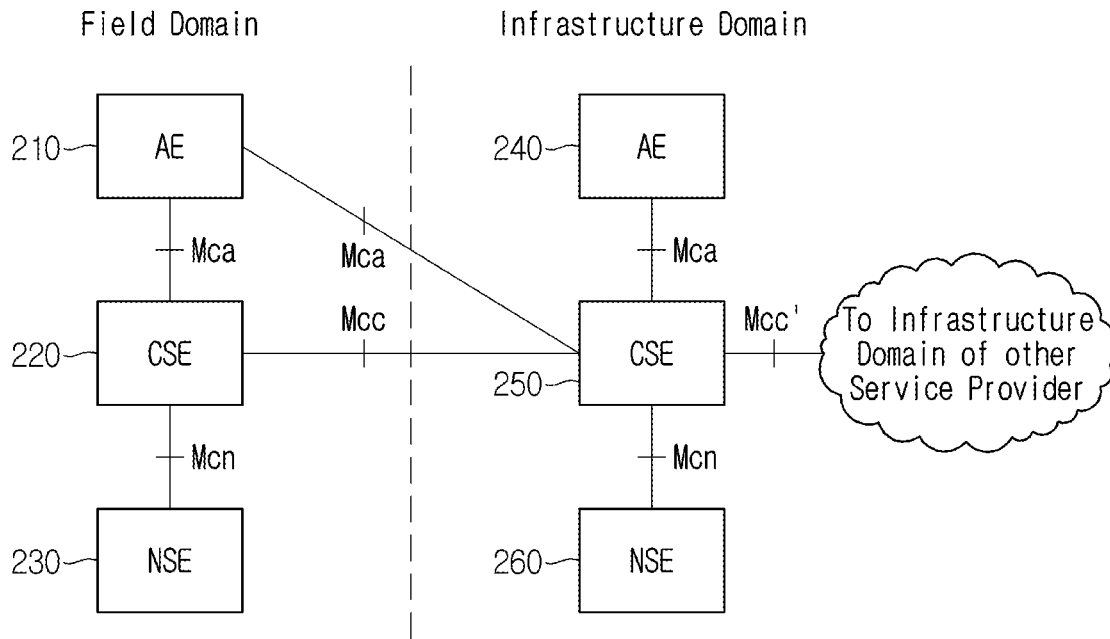 Field Domain
Infrastructure Domain
210
AE
240
AE
Mca
Mca
Mca
220
CSE
Mcc
250
CSE
Mcc'
To Infrastructure
Domain of other
Service Provider
Mcn
Mcn
230
NSE
260
NSE